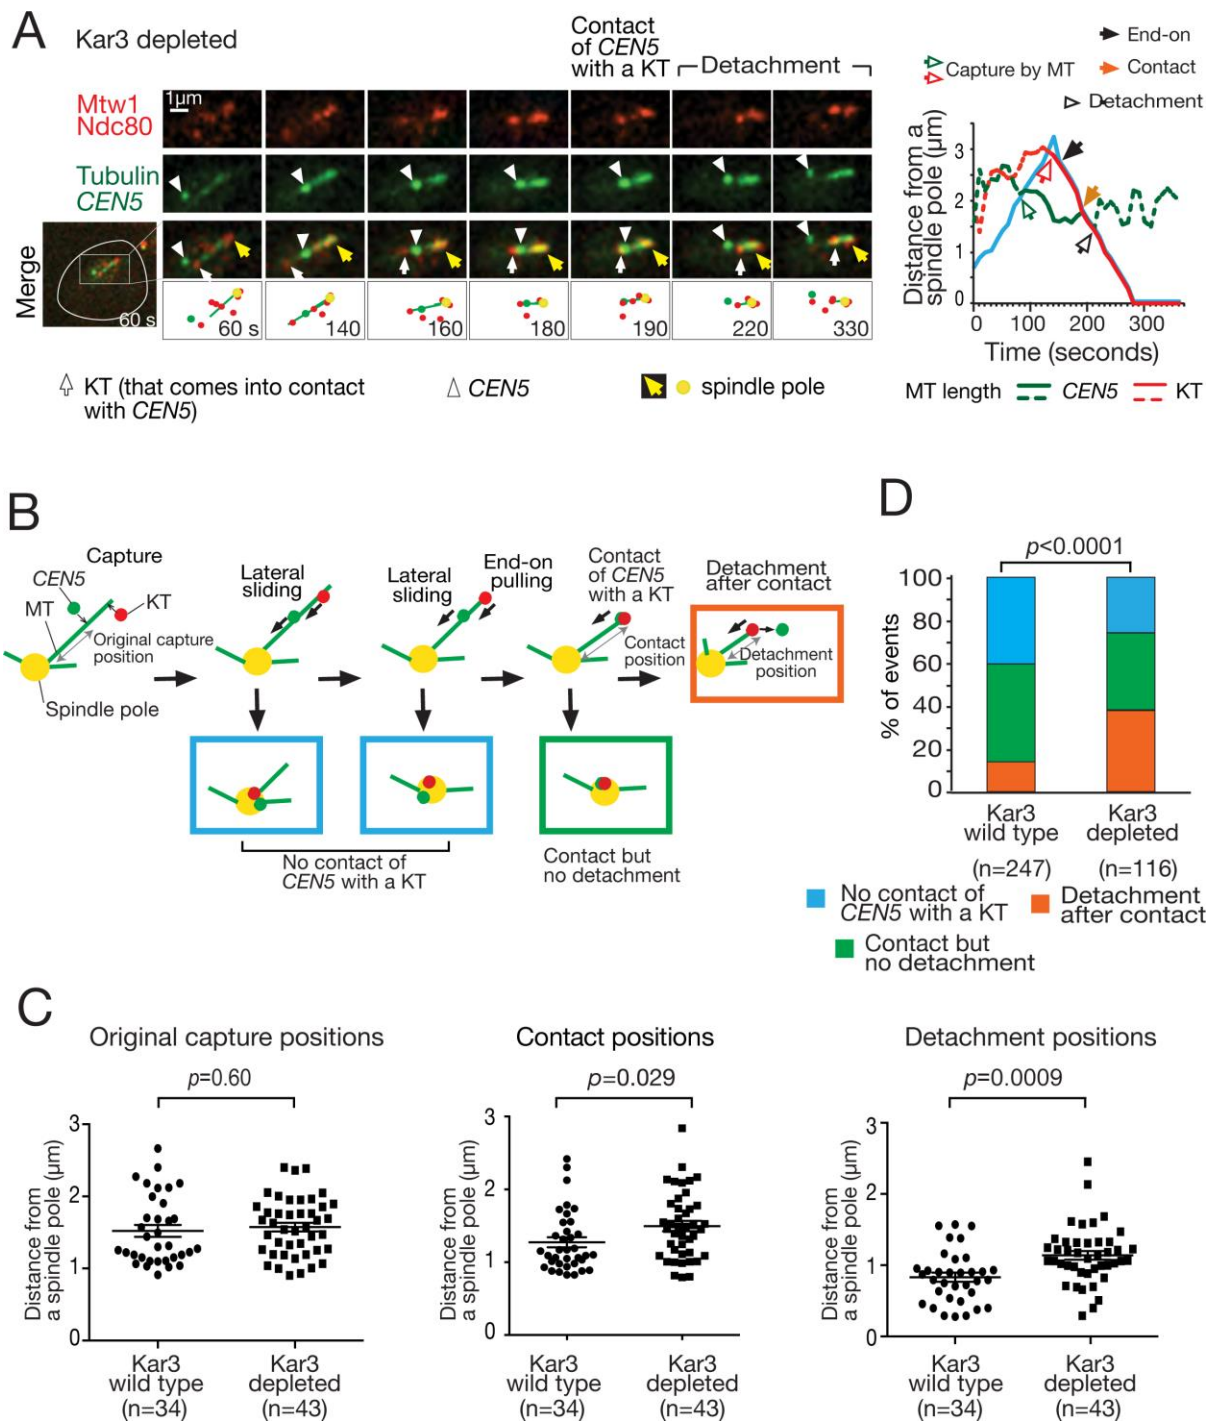 A
Kar3 depleted
Contact
of CEN5
with a KT
Detachment
Mtw1
Ndc80
1µm
Tubulin
CEN5
Merge
60 s
60 s
140
160
180
190
220
330
KT (that comes into contact
with CEN5)
CEN5
spindle pole
End-on
Capture by MT
Contact
Detachment
Distance from a
spindle pole (µm)
3
2
1
0
0
100
200
300
Time (seconds)
MT length
CEN5
KT
B
Capture
CEN5
MT
KT
Original capture
position
Spindle pole
Lateral
sliding
Lateral
sliding
End-on
pulling
Contact
of CEN5
with a KT
Contact
position
Detachment
after contact
Detachment
position
No contact of
CEN5 with a KT
Contact but
no detachment
D
p<0.0001
% of events
100
80
60
40
20
0
Kar3
wild type
(n=247)
Kar3
depleted
(n=116)
No contact of
CEN5 with a KT
Detachment
after contact
Contact but
no detachment
C
Original capture positions
p=0.60
Distance from
a spindle pole (µm)
3
2
1
0
Kar3
wild type
(n=34)
Kar3
depleted
(n=43)
Contact positions
p=0.029
Distance from
a spindle pole (µm)
3
2
1
0
Kar3
wild type
(n=34)
Kar3
depleted
(n=43)
Detachment positions
p=0.0009
Distance from
a spindle pole (µm)
3
2
1
0
Kar3
wild type
(n=34)
Kar3
depleted
(n=43)